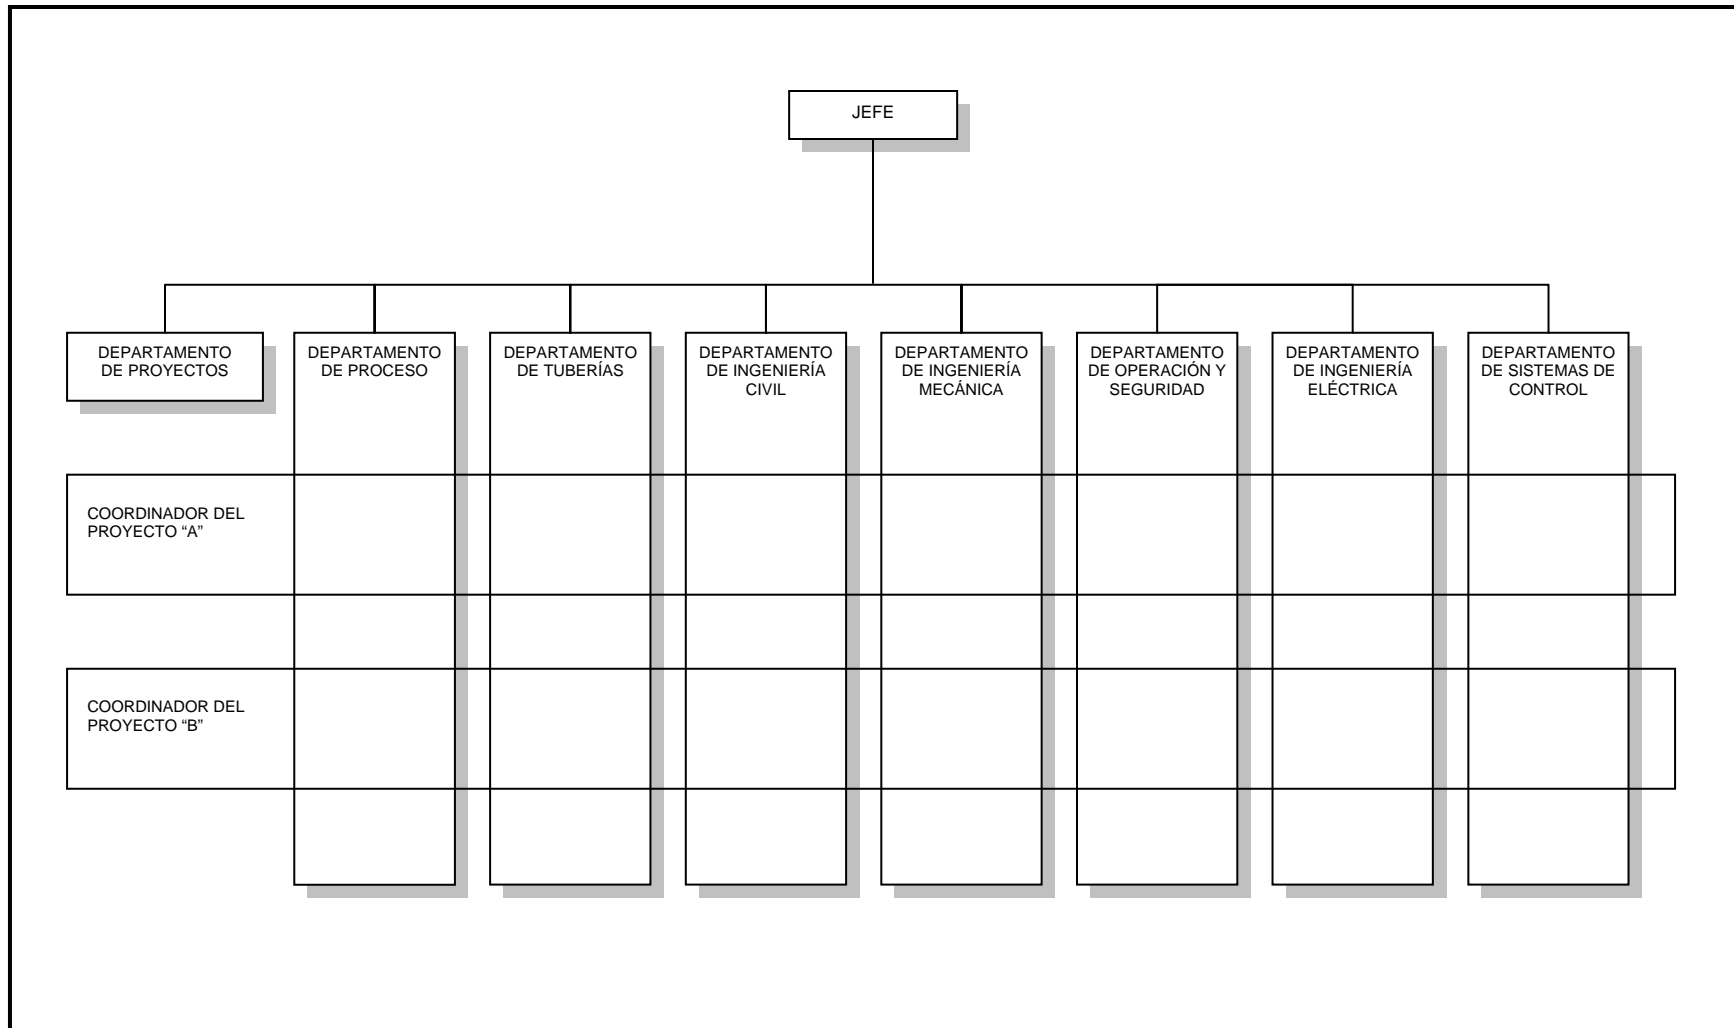 JEFE
DEPARTAMENTO
DE PROYECTOS
DEPARTAMENTO
DE PROCESO
DEPARTAMENTO
DE TUBERÍAS
DEPARTAMENTO
DE INGENIERÍA
CIVIL
DEPARTAMENTO
DE INGENIERÍA
MECÁNICA
DEPARTAMENTO
DE OPERACIÓN Y
SEGURIDAD
DEPARTAMENTO
DE INGENIERÍA
ELÉCTRICA
DEPARTAMENTO
DE SISTEMAS DE
CONTROL
COORDINADOR DEL
PROYECTO “A”
COORDINADOR DEL
PROYECTO “B”